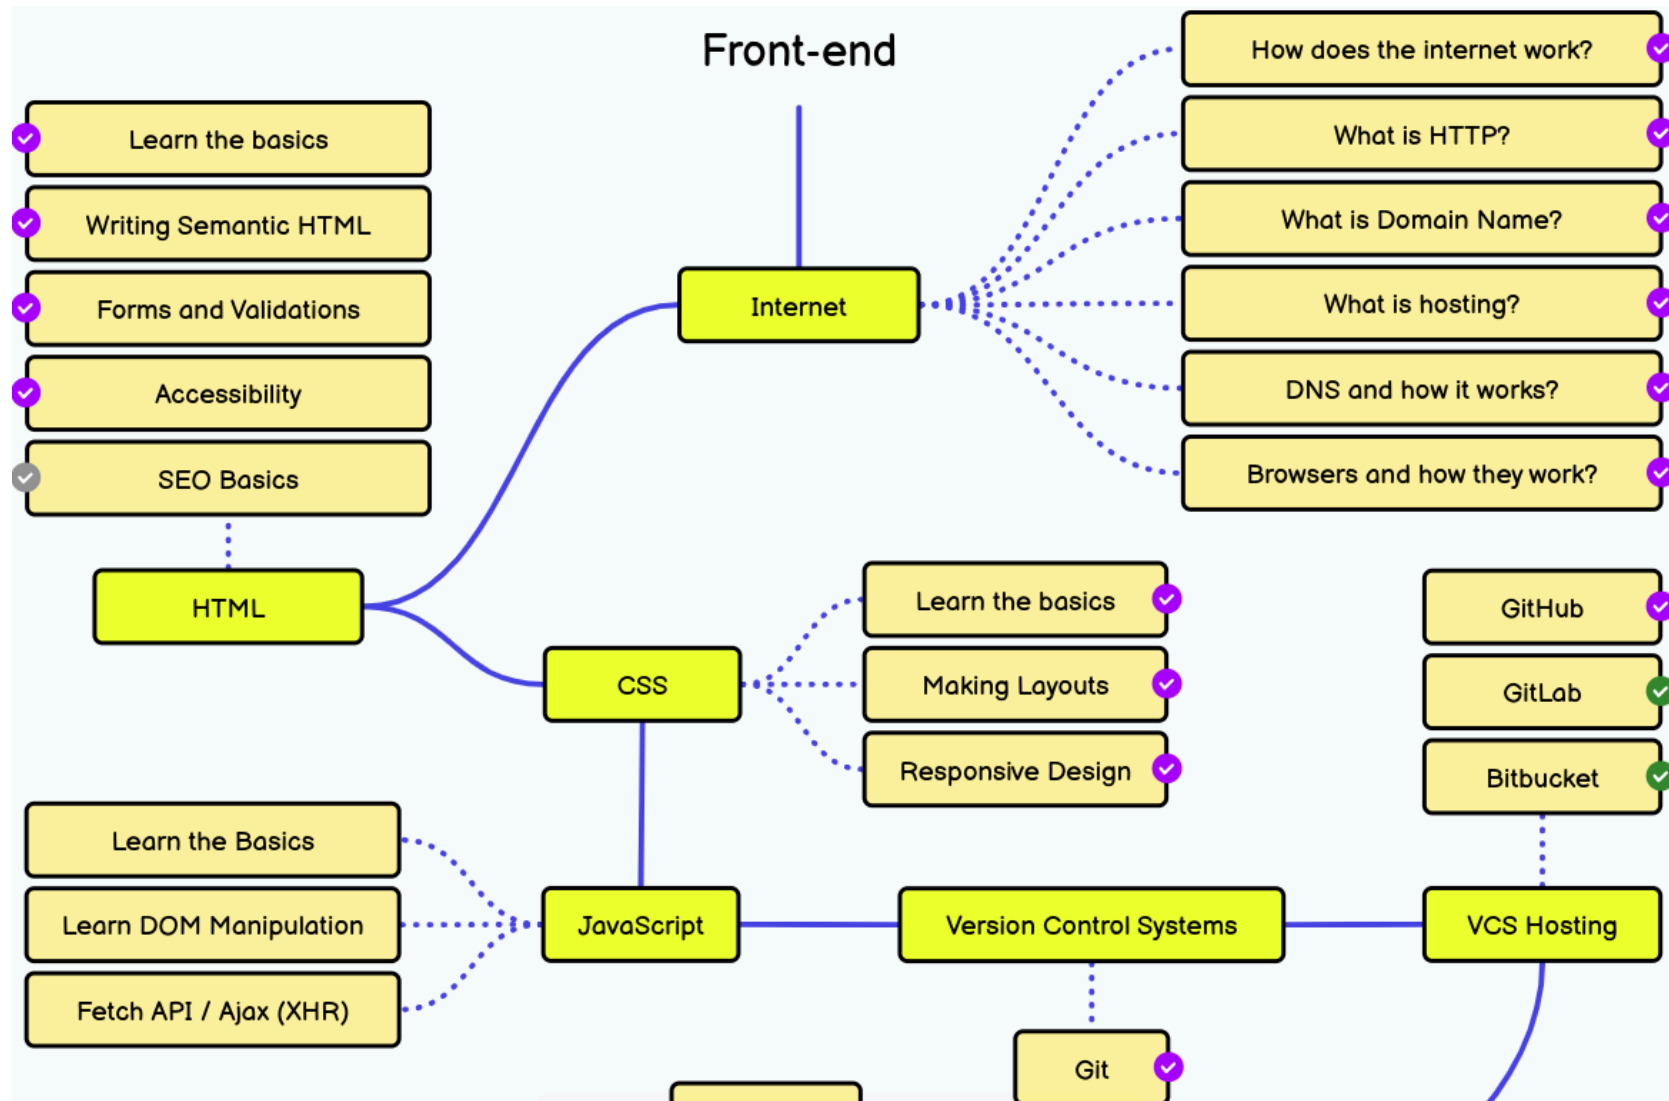 Front-end
How does the internet work?
What is HTTP?
What is Domain Name?
What is hosting?
DNS and how it works?
Browsers and how they work?
Internet
Learn the basics
Writing Semantic HTML
Forms and Validations
Accessibility
SEO Basics
HTML
CSS
Learn the basics
Making Layouts
Responsive Design
GitHub
GitLab
Bitbucket
Learn the Basics
Learn DOM Manipulation
Fetch API / Ajax (XHR)
JavaScript
Version Control Systems
VCS Hosting
Git